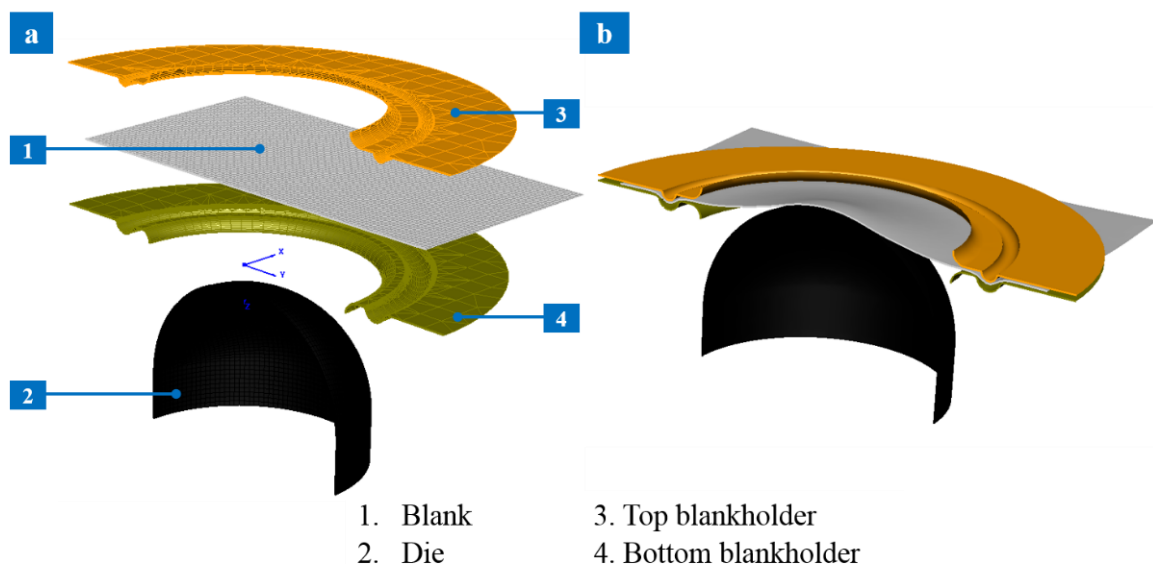 a
b
3
1
X
Y
4
2
1. Blank
3. Top blankholder
2. Die
4. Bottom blankholder